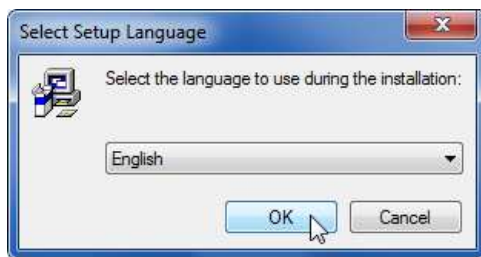 Select Setup Language
Select the language to use during the installation:
English
OK
Cancel